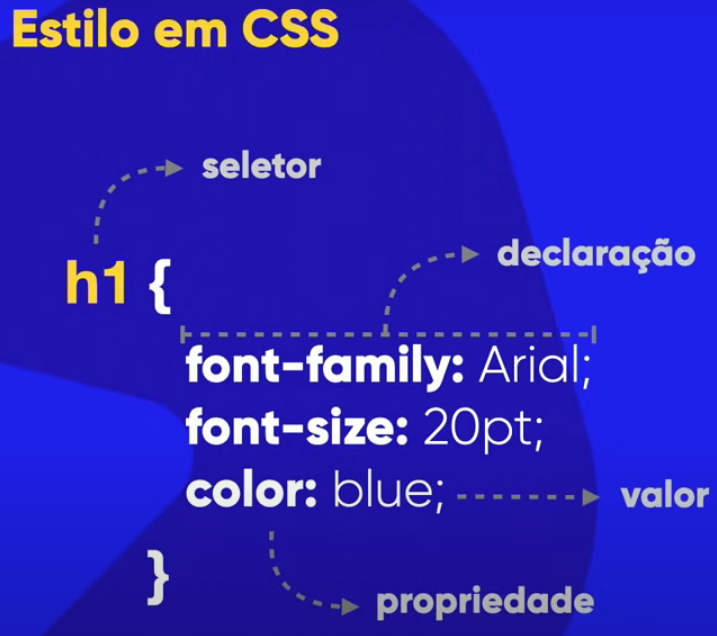 Estilo em CSS
seletor
h1 {
declaração
font-family: Arial;
font-size: 20pt;
color: blue;
valor
}
propriedade